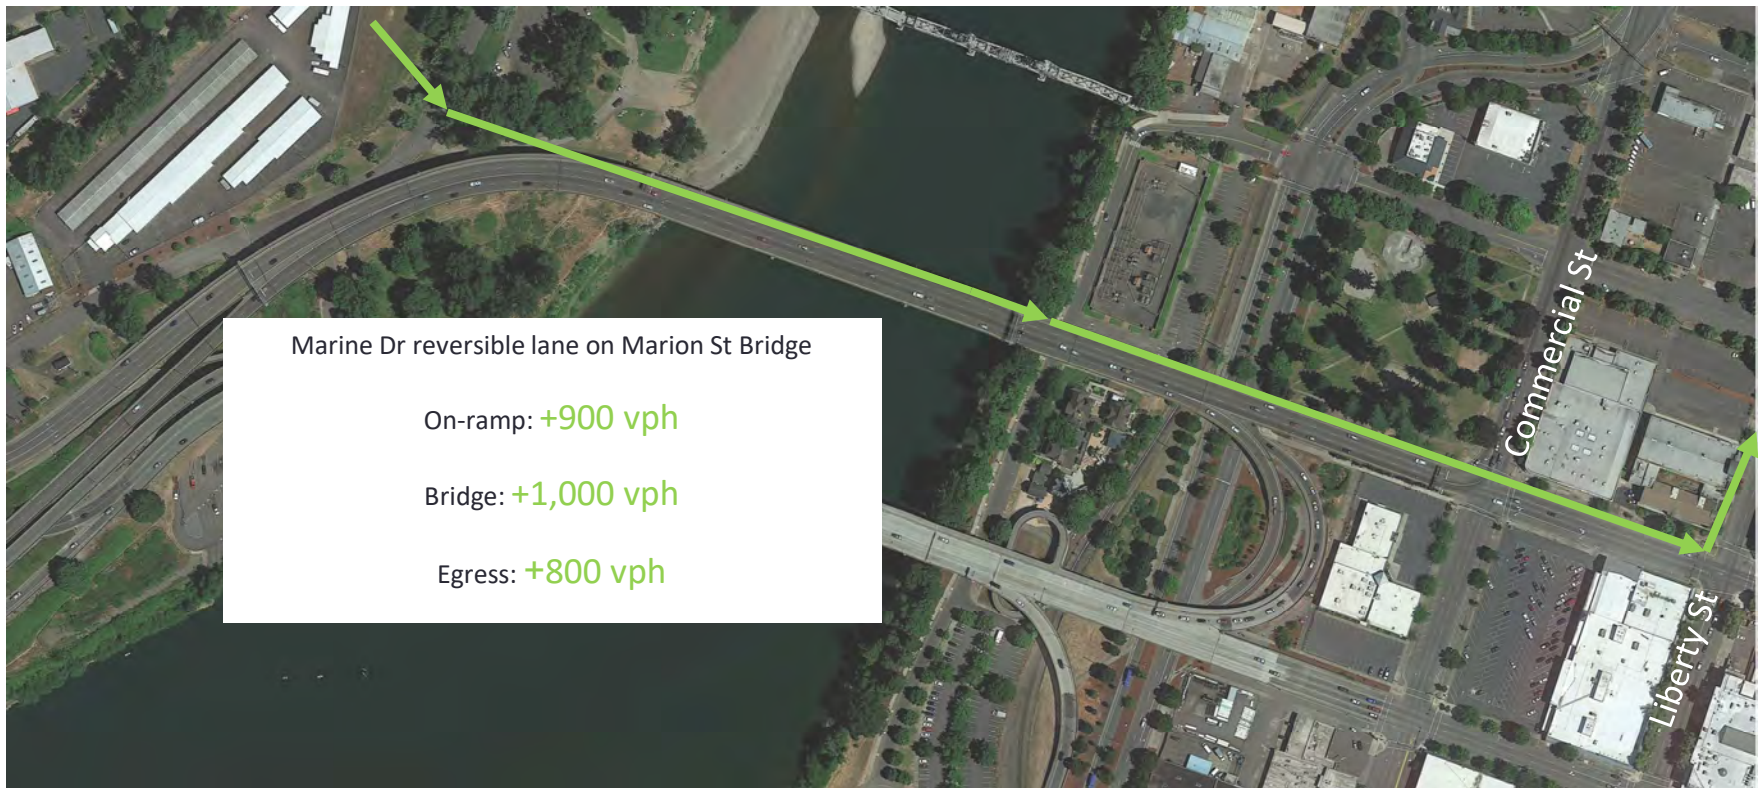 Marine Dr reversible lane on Marion St Bridge
On-ramp: +900 vph
Bridge: +1,000 vph
Egress: +800 vph
Commercial St
Liberty St